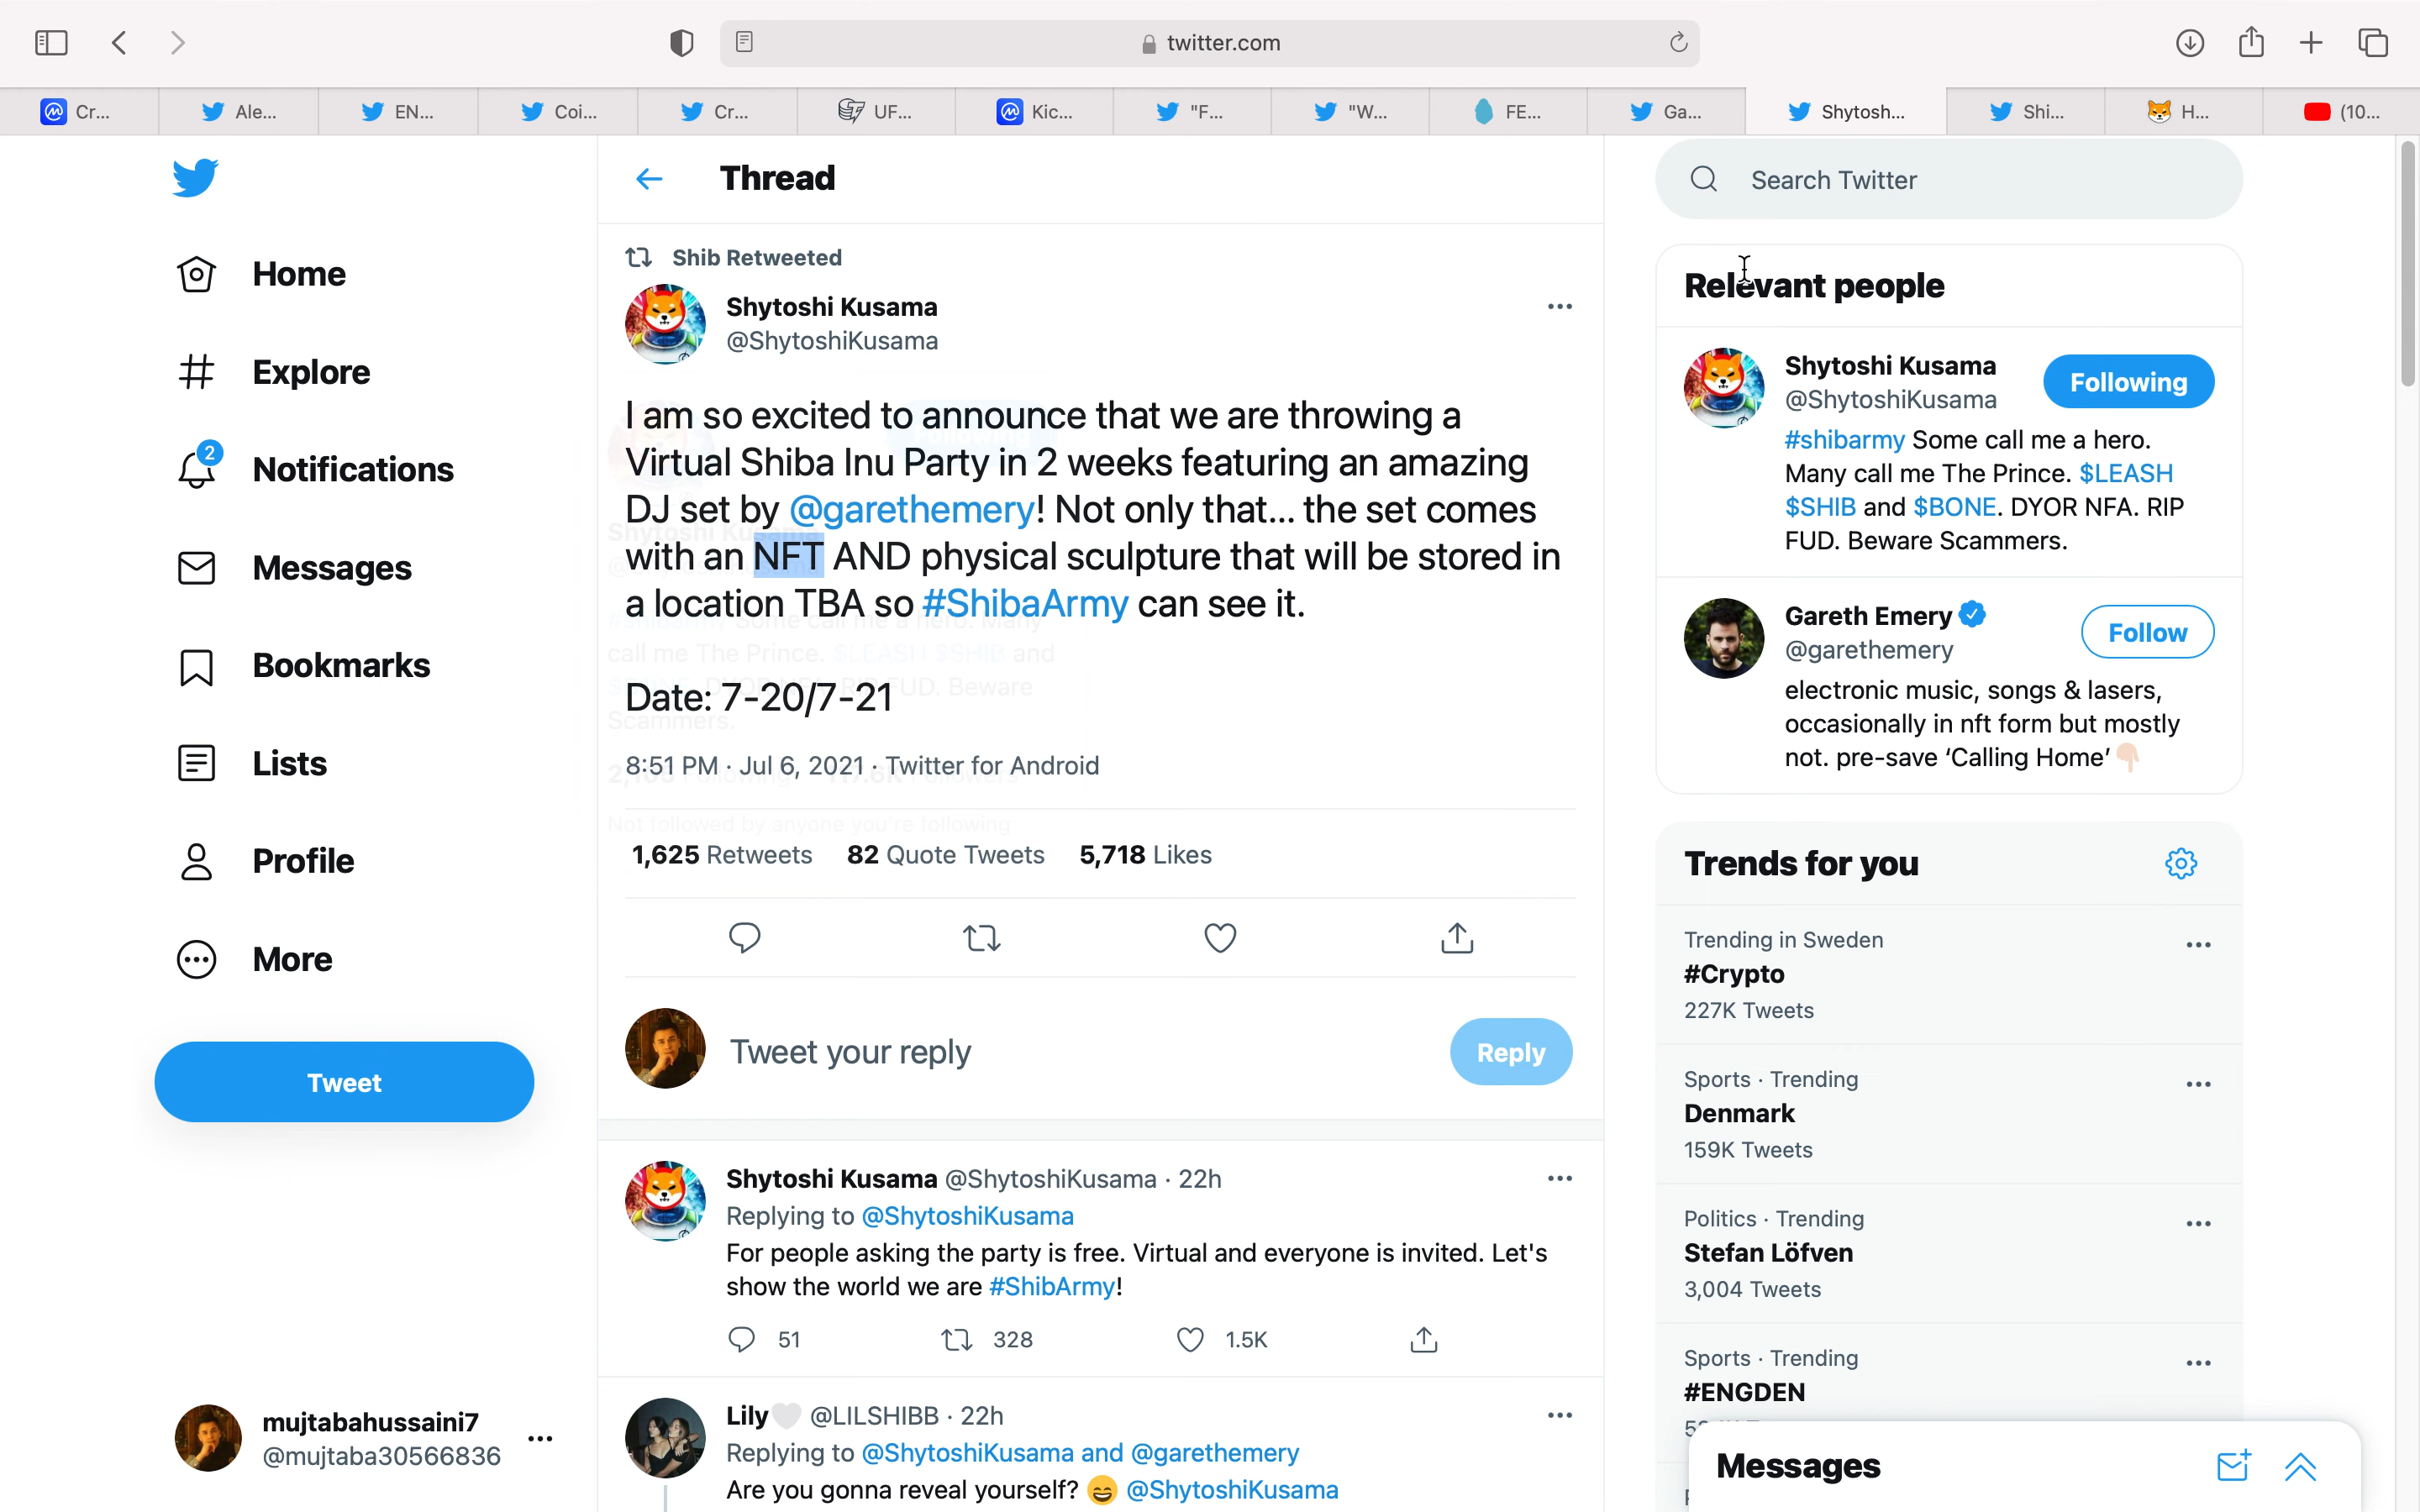 twitter.com
Cr...
Ale...
EN...
Coi...
Cr...
UF...
Kic...
"F...
"W...
FE...
Ga...
Shytosh...
Shi...
H...
(10...
Home
Explore
2
Notifications
Messages
Bookmarks
Lists
Profile
More
Tweet
mujtabahussaini7
@mujtaba30566836
Thread
Shib Retweeted
Shytoshi Kusama
@ShytoshiKusama
I am so excited to announce that we are throwing a
Virtual Shiba Inu Party in 2 weeks featuring an amazing
DJ set by @garethemery! Not only that... the set comes
with an NFT AND physical sculpture that will be stored in
a location TBA so #ShibaArmy can see it.
Date: 7-20/7-21
8:51 PM · Jul 6, 2021 · Twitter for Android
Not followed by anyone you're following
1,625 Retweets 82 Quote Tweets 5,718 Likes
Tweet your reply
Reply
Shytoshi Kusama @ShytoshiKusama · 22h
Replying to @ShytoshiKusama
For people asking the party is free. Virtual and everyone is invited. Let's
show the world we are #ShibArmy!
51 328 1.5K
Lily @LILSHIBB · 22h
Replying to @ShytoshiKusama and @garethemery
Are you gonna reveal yourself? @ShytoshiKusama
Search Twitter
Relevant people
Shytoshi Kusama
@ShytoshiKusama
Following
#shibarmy Some call me a hero.
Many call me The Prince. $LEASH
$SHIB and $BONE. DYOR NFA. RIP
FUD. Beware Scammers.
Gareth Emery
@garethemery
Follow
electronic music, songs & lasers,
occasionally in nft form but mostly
not. pre-save ‘Calling Home’
Trends for you
Trending in Sweden
#Crypto
227K Tweets
Sports · Trending
Denmark
159K Tweets
Politics · Trending
Stefan Löfven
3,004 Tweets
Sports · Trending
#ENGDEN
Messages